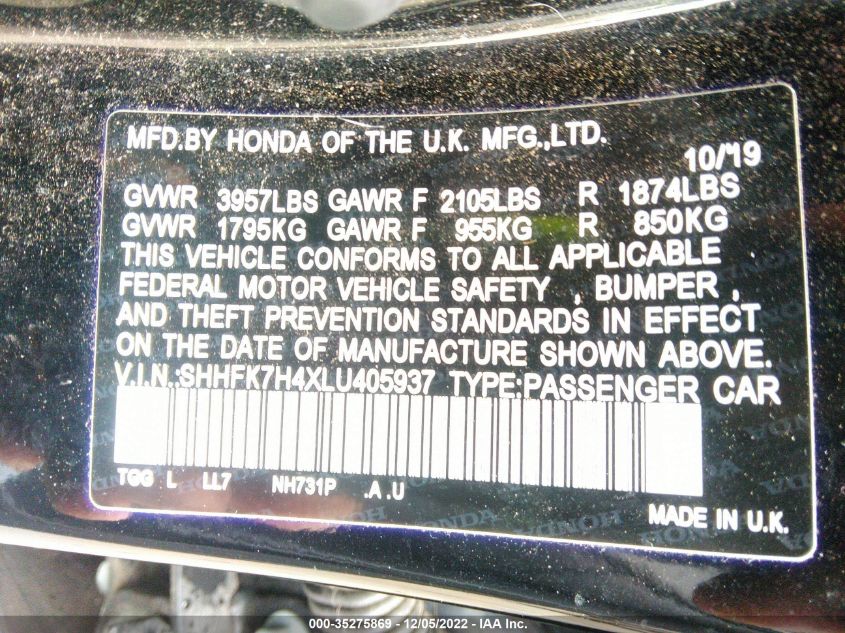 MFD.BY HONDA OF THE U.K. MFG.,LTD.
10/19
GVWR 3957LBS GAWR F 2105LBS R 1874LBS
GVWR 1795KG GAWR F 955KG R 850KG
THIS VEHICLE CONFORMS TO ALL APPLICABLE
FEDERAL MOTOR VEHICLE SAFETY , BUMPER ,
AND THEFT PREVENTION STANDARDS IN EFFECT
ON THE DATE OF MANUFACTURE SHOWN ABOVE.
V.I.N.:SHHFK7H4XLU405937 TYPE:PASSENGER CAR
TGG L LL7 NH731P .A .U
MADE IN U.K.
000-35275869 - 12/05/2022 - IAA Inc.